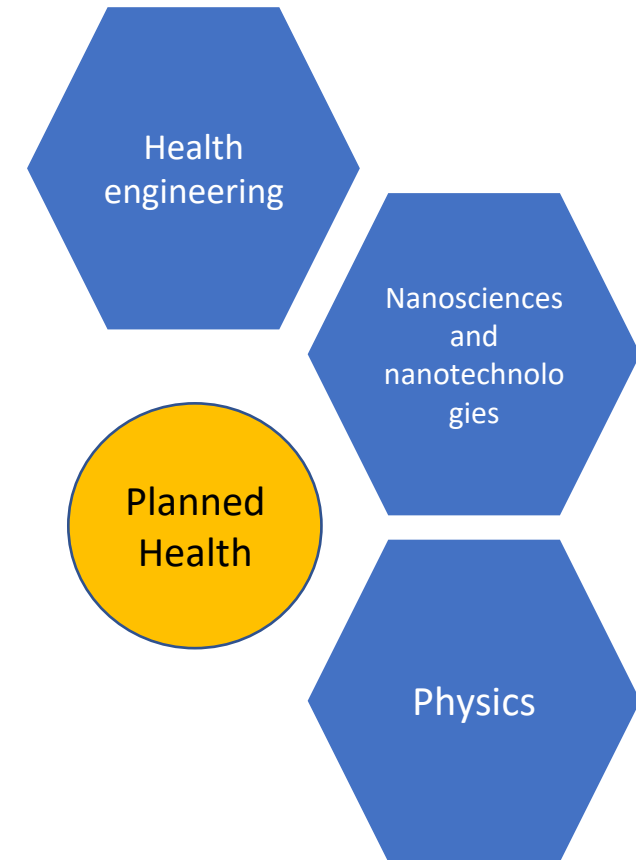 Health
engineering
Nanosciences
and
nanotechnolo
gies
Planned
Health
Physics